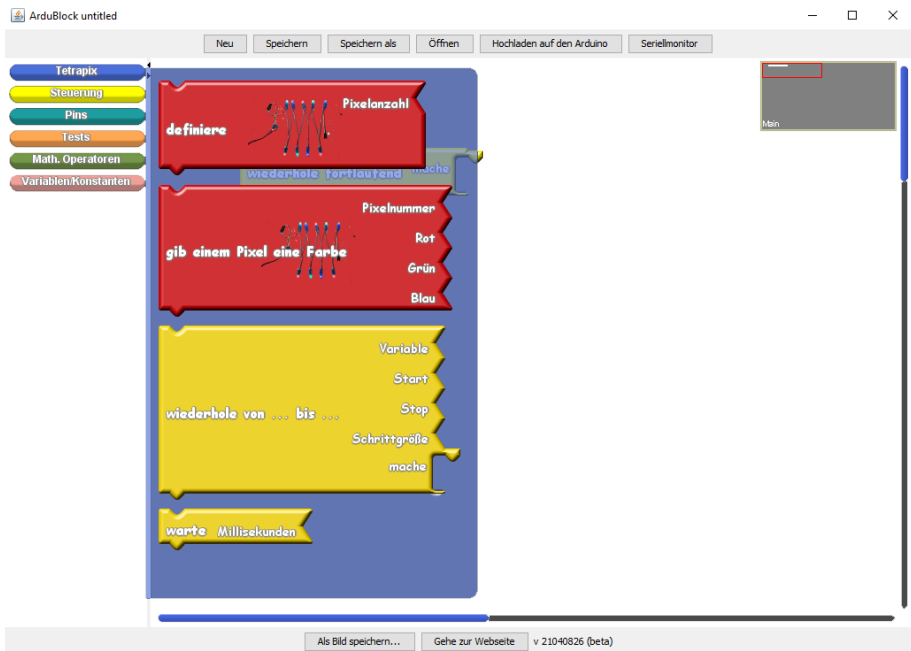 ArduBlock untitled
Neu Speichern Speichern als Öffnen Hochladen auf den Arduino Seriellmonitor
Tetrapix
Steuerung
Pins
Tests
Math. Operatoren
Variablen/Konstanten
Pixelanzahl
definiere
wiederhole fortlaufend mache
Pixelnummer
Rot
gib einem Pixel eine Farbe
Grün
Blau
Variable
Start
wiederhole von ... bis ...
Stop
Schrittgröße
mache
warte Millisekunden
Main
Als Bild speichern... Gehe zur Webseite v 21040826 (beta)